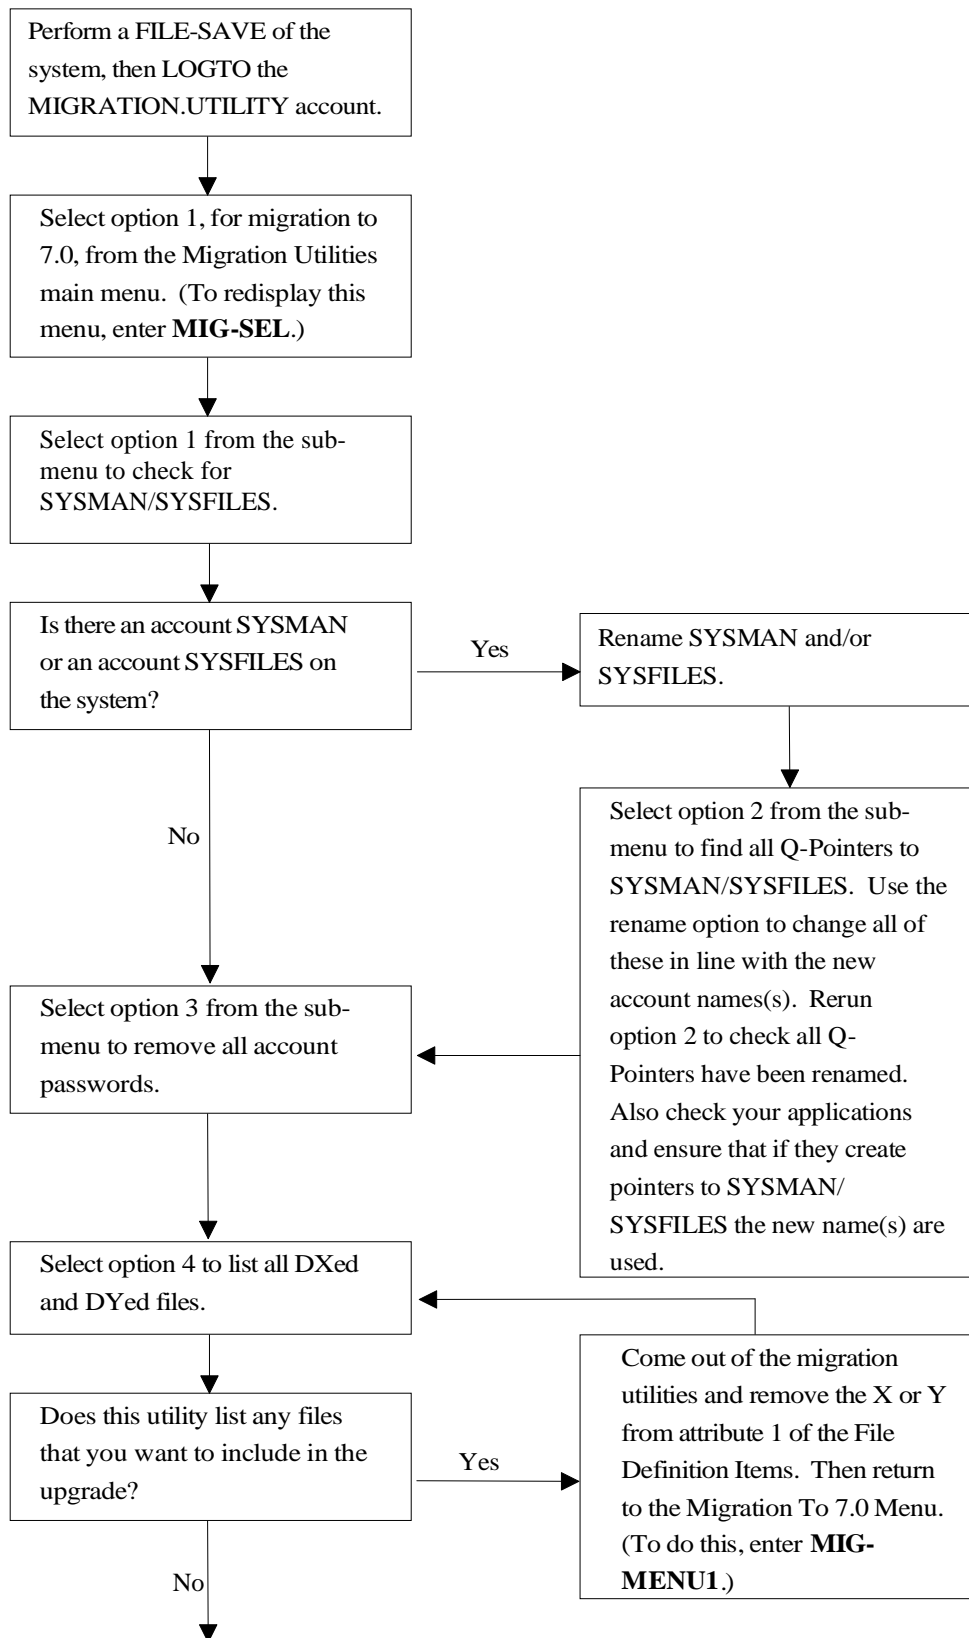 Perform a FILE-SAVE of the
system, then LOGTO the
MIGRATION.UTILITY account.
Select option 1, for migration to
7.0, from the Migration Utilities
main menu. (To redisplay this
menu, enter MIG-SEL.)
Select option 1 from the sub-
menu to check for
SYSMAN/SYSFILES.
Is there an account SYSMAN
or an account SYSFILES on
the system?
Yes
Rename SYSMAN and/or
SYSFILES.
No
Select option 2 from the sub-
menu to find all Q-Pointers to
SYSMAN/SYSFILES. Use the
rename option to change all of
these in line with the new
account names(s). Rerun
option 2 to check all Q-
Pointers have been renamed.
Also check your applications
and ensure that if they create
pointers to SYSMAN/
SYSFILES the new name(s) are
used.
Select option 3 from the sub-
menu to remove all account
passwords.
Select option 4 to list all DXed
and DYed files.
Does this utility list any files
that you want to include in the
upgrade?
Yes
Come out of the migration
utilities and remove the X or Y
from attribute 1 of the File
Definition Items. Then return
to the Migration To 7.0 Menu.
(To do this, enter MIG-
MENU1.)
No